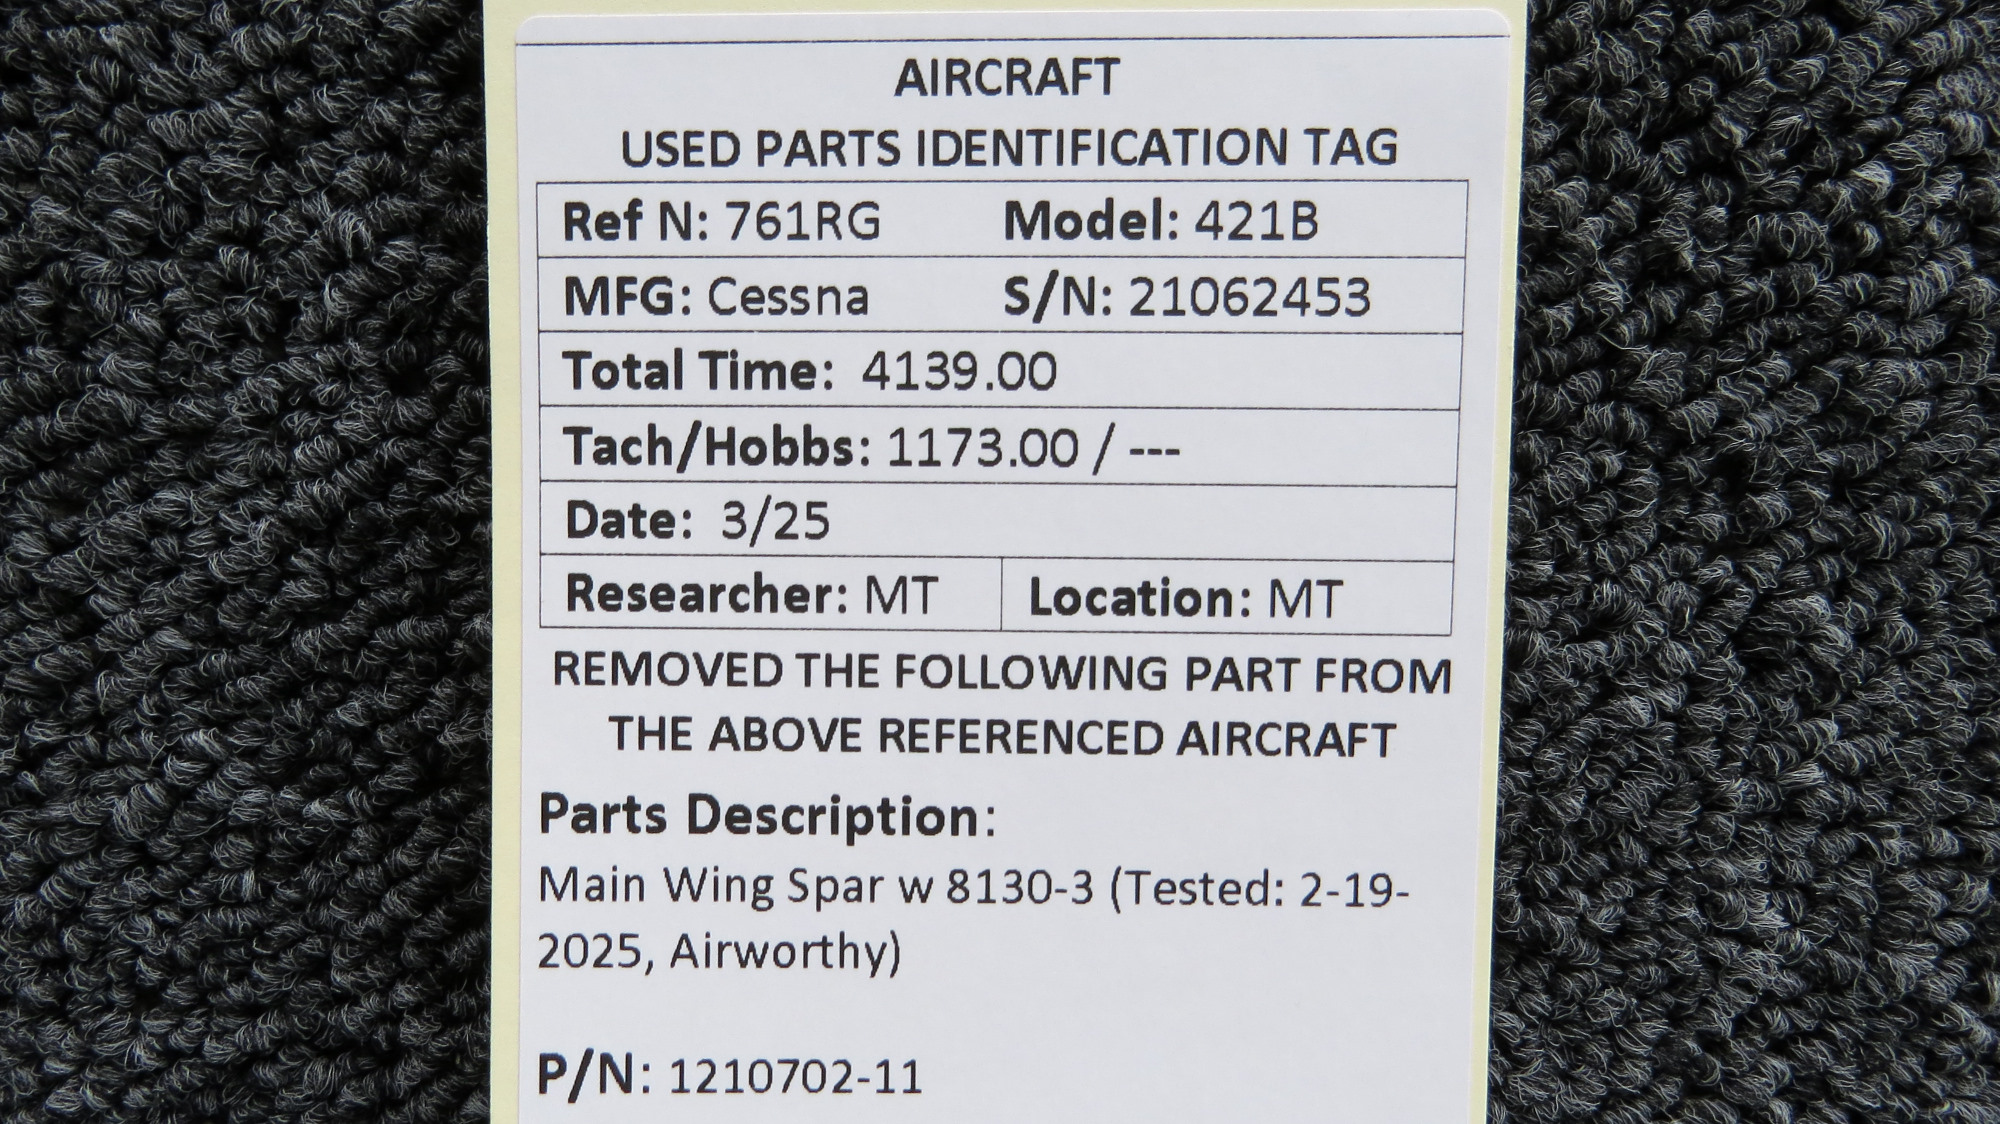 AIRCRAFT
USED PARTS IDENTIFICATION TAG
Ref N: 761RG Model: 421B
MFG: Cessna S/N: 21062453
Total Time: 4139.00
Tach/Hobbs: 1173.00 / ---
Date: 3/25
Researcher: MT Location: MT
REMOVED THE FOLLOWING PART FROM
THE ABOVE REFERENCED AIRCRAFT
Parts Description:
Main Wing Spar w 8130-3 (Tested: 2-19-
2025, Airworthy)
P/N: 1210702-11